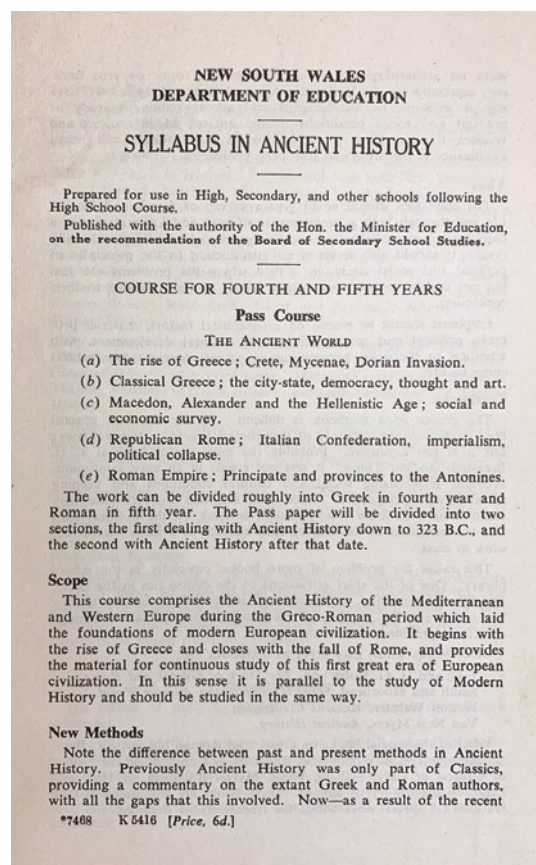 NEW SOUTH WALES
DEPARTMENT OF EDUCATION
SYLLABUS IN ANCIENT HISTORY
Prepared for use in High, Secondary, and other schools following the
High School Course.
Published with the authority of the Hon. the Minister for Education,
on the recommendation of the Board of Secondary School Studies.
COURSE FOR FOURTH AND FIFTH YEARS
Pass Course
THE ANCIENT WORLD
(a) The rise of Greece; Crete, Mycenae, Dorian Invasion.
(b) Classical Greece; the city-state, democracy, thought and art.
(c) Macedon, Alexander and the Hellenistic Age; social and
economic survey.
(d) Republican Rome; Italian Confederation, imperialism,
political collapse.
(e) Roman Empire; Principate and provinces to the Antonines.
The work can be divided roughly into Greek in fourth year and
Roman in fifth year. The Pass paper will be divided into two
sections, the first dealing with Ancient History down to 323 B.C., and
the second with Ancient History after that date.
Scope
This course comprises the Ancient History of the Mediterranean
and Western Europe during the Greco-Roman period which laid
the foundations of modern European civilization. It begins with
the rise of Greece and closes with the fall of Rome, and provides
the material for continuous study of this first great era of European
civilization. In this sense it is parallel to the study of Modern
History and should be studied in the same way.
New Methods
Note the difference between past and present methods in Ancient
History. Previously Ancient History was only part of Classics,
providing a commentary on the extant Greek and Roman authors,
with all the gaps that this involved. Now—as a result of the recent
*7468 K 5416 [Price, 6d.]